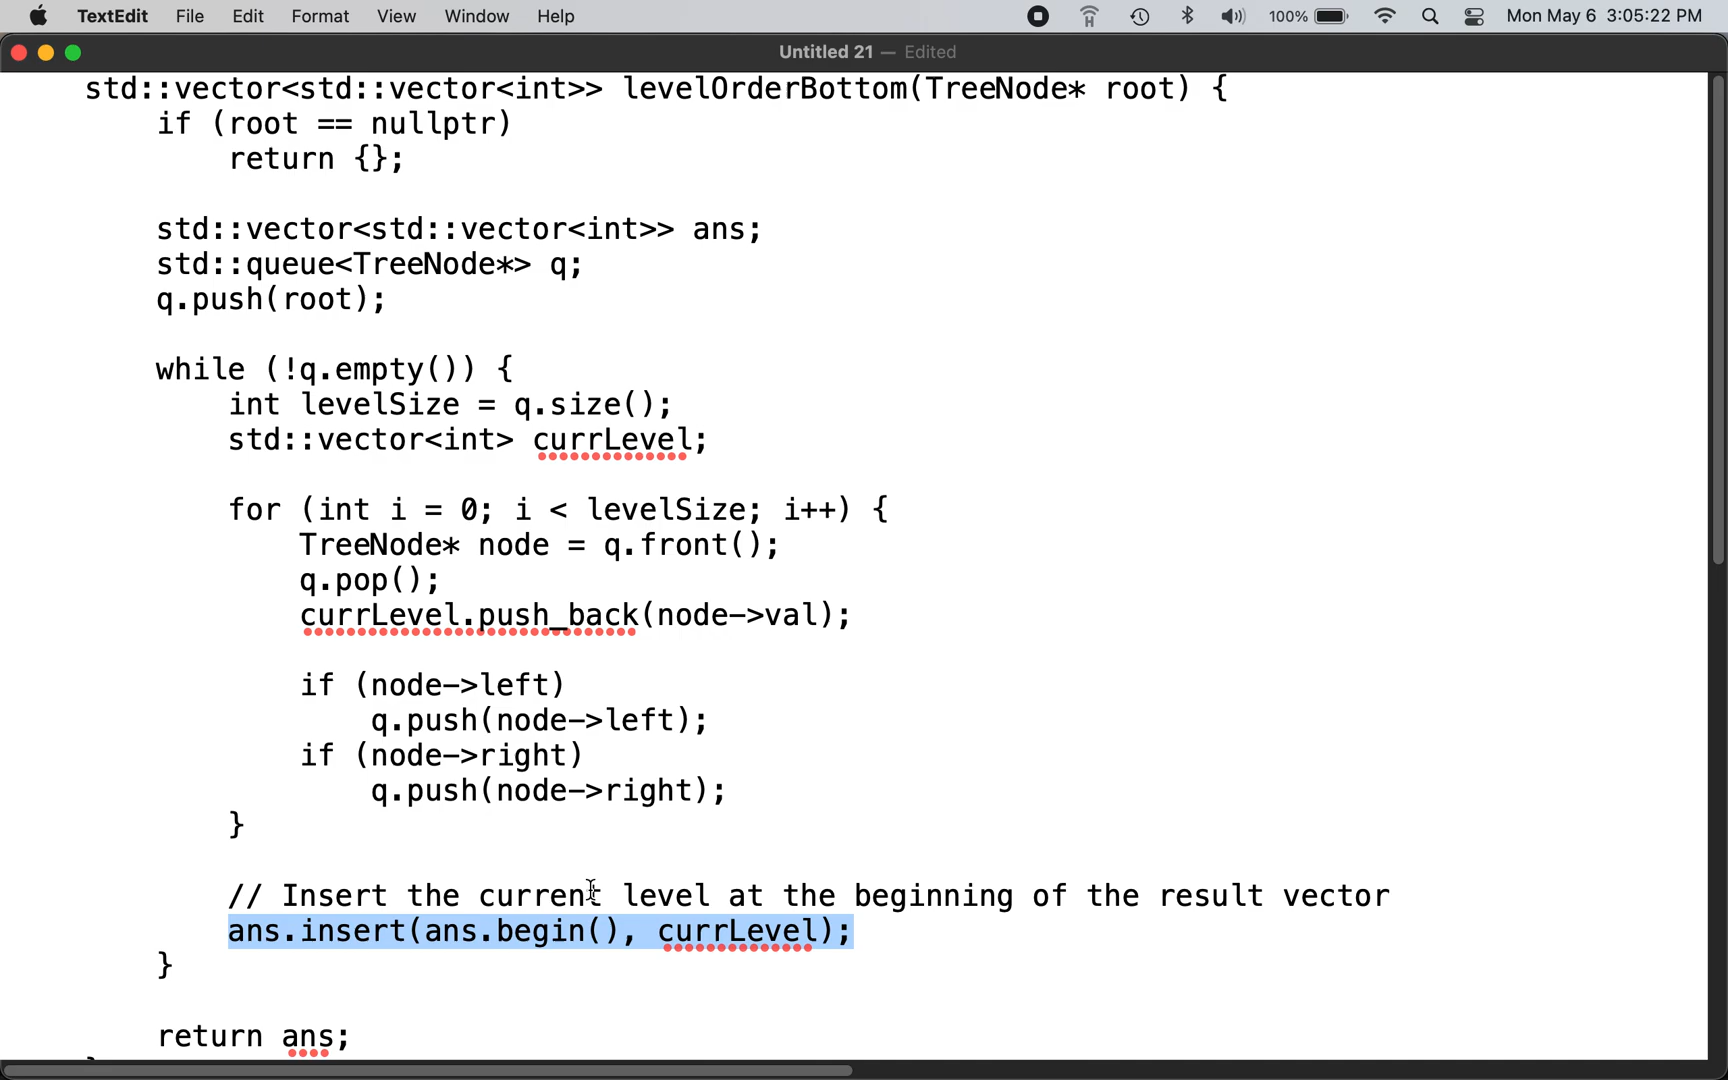 TextEdit File Edit Format View Window Help 100% Mon May 6 3:05:22 PM
Untitled 21 — Edited
std::vector<std::vector<int>> levelOrderBottom(TreeNode* root) {
if (root == nullptr)
return {};
std::vector<std::vector<int>> ans;
std::queue<TreeNode*> q;
q.push(root);
while (!q.empty()) {
int levelSize = q.size();
std::vector<int> currLevel;
for (int i = 0; i < levelSize; i++) {
TreeNode* node = q.front();
q.pop();
currLevel.push_back(node->val);
if (node->left)
q.push(node->left);
if (node->right)
q.push(node->right);
}
// Insert the current level at the beginning of the result vector
ans.insert(ans.begin(), currLevel);
}
return ans;